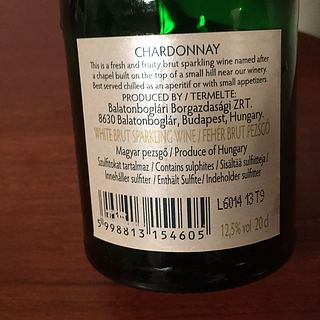 CHARDONNAY
This is a fresh and fruity brut sparkling wine named after
a chapel built on the top of a small hill near our winery.
Best served chilled as an aperitif or with small appetizers.
PRODUCED BY / TERMELTE:
Balatonboglári Borgazdasági ZRT.
8630 Balatonboglár, Budapest, Hungary.
WHITE BRUT SPARKLING WINE / FEHÉR BRUT PEZSGŐ
Magyar pezsgő / Produce of Hungary
Szulfitokat tartalmaz / Contains sulphites / Sisältää sulfiitteja /
Innehåller sulfiter / Enthält Sulfite / Indeholder sulfitter
L6014 13 T9
5 998813 154605
12,5% vol 20 cl